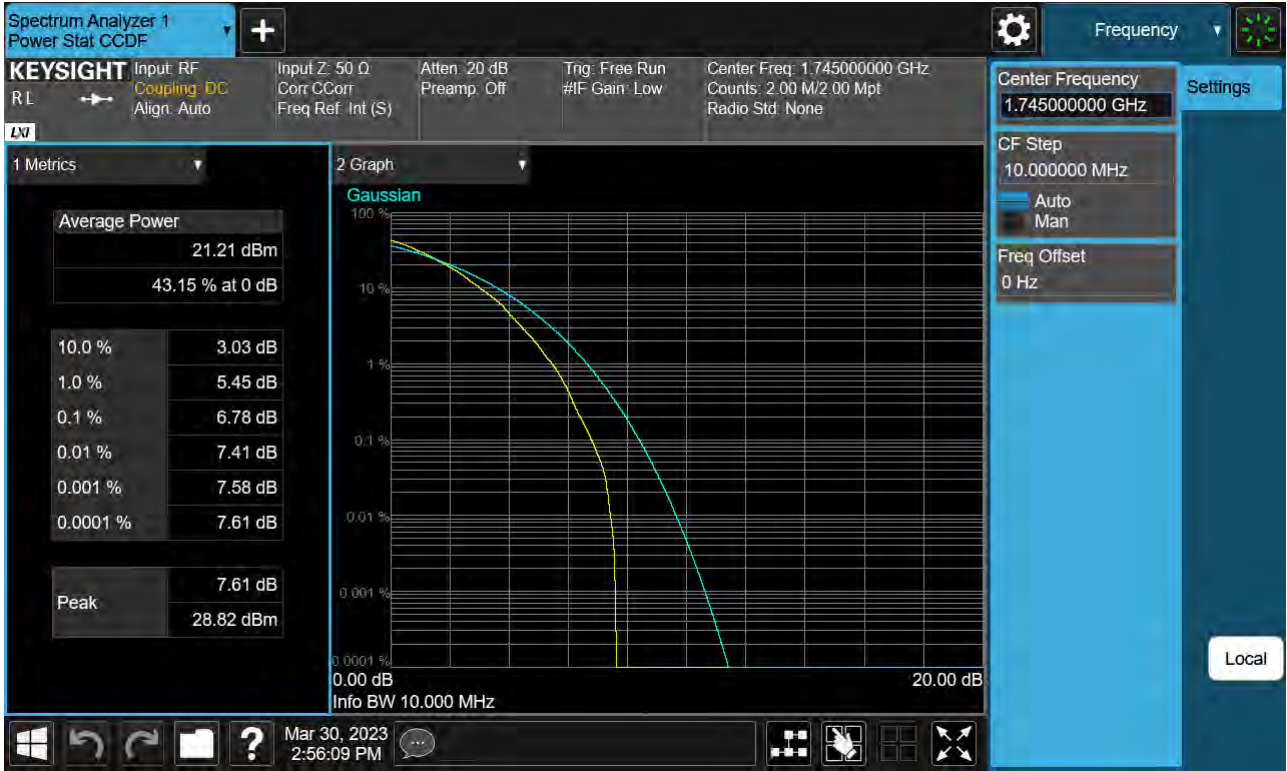 Spectrum Analyzer 1
Power Stat CCDF
Frequency
KEYSIGHT
RL
LXI
Input: RF
Coupling: DC
Align: Auto
Input Z: 50 Ω
Corr CCorr
Freq Ref: Int (S)
Atten: 20 dB
Preamp: Off
Trig: Free Run
#IF Gain: Low
Center Freq: 1.745000000 GHz
Counts: 2.00 M/2.00 Mpt
Radio Std: None
Center Frequency
1.745000000 GHz
Settings
CF Step
10.000000 MHz
Auto
Man
Freq Offset
0 Hz
Local
1 Metrics
Average Power
21.21 dBm
43.15 % at 0 dB
10.0 % 3.03 dB
1.0 % 5.45 dB
0.1 % 6.78 dB
0.01 % 7.41 dB
0.001 % 7.58 dB
0.0001 % 7.61 dB
Peak 7.61 dB
28.82 dBm
2 Graph
Gaussian
100 %
10 %
1 %
0.1 %
0.01 %
0.001 %
0.0001 %
0.00 dB 20.00 dB
Info BW 10.000 MHz
?
Mar 30, 2023
2:56:09 PM